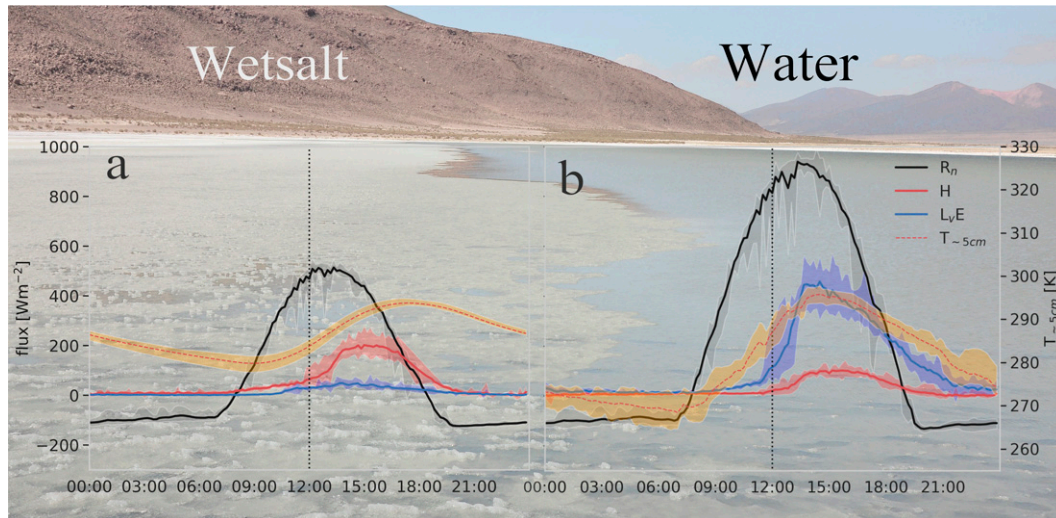 Wetsalt
Water
a
b
1000
800
600
400
200
0
−200
flux [Wm⁻²]
00:00 03:00 06:00 09:00 12:00 15:00 18:00 21:00
00:00 03:00 06:00 09:00 12:00 15:00 18:00 21:00
Rₙ
H
LᵥE
T~5cm
330
320
310
300
290
280
270
260
T~5cm [K]